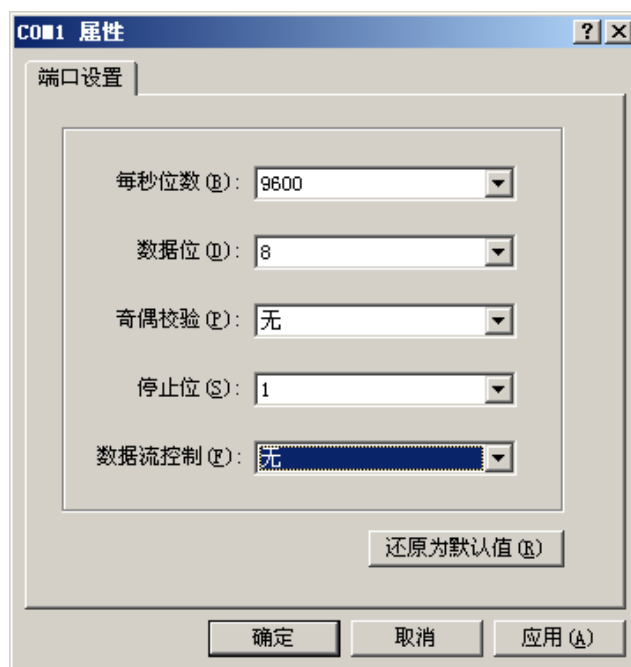 COM1 属性
端口设置
每秒位数(B): 9600
数据位(D): 8
奇偶校验(P): 无
停止位(S): 1
数据流控制(F): 无
还原为默认值(R)
确定 取消 应用(A)